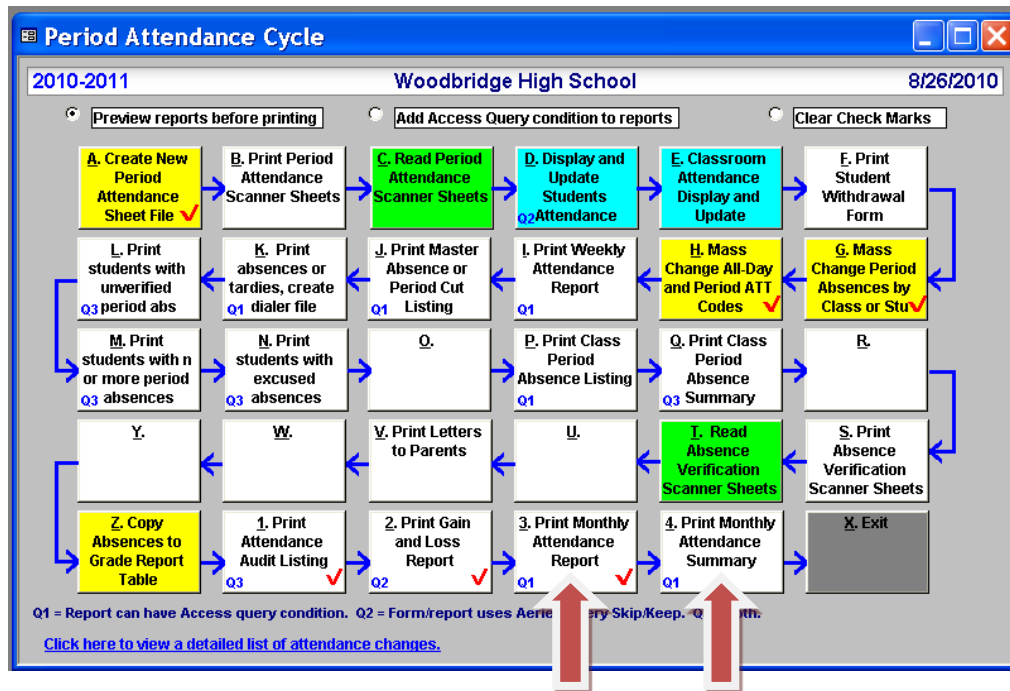 Period Attendance Cycle
2010-2011 Woodbridge High School 8/26/2010
Preview reports before printing
Add Access Query condition to reports
Clear Check Marks
A. Create New
Period
Attendance
Sheet File
B. Print Period
Attendance
Scanner Sheets
C. Read Period
Attendance
Scanner Sheets
D. Display and
Update
Students
Q2 Attendance
E. Classroom
Attendance
Display and
Update
F. Print
Student
Withdrawal
Form
L. Print
students with
unverified
Q3 period abs
K. Print
absences or
tardies, create
Q1 dialer file
J. Print Master
Absence or
Period Cut
Q1 Listing
I. Print Weekly
Attendance
Report
Q1
H. Mass
Change All-Day
and Period ATT
Codes
G. Mass
Change Period
Absences by
Class or Stu
M. Print
students with n
or more period
Q3 absences
N. Print
students with
excused
Q3 absences
O.
P. Print Class
Period
Absence Listing
Q1
Q. Print Class
Period
Absence
Q3 Summary
R.
Y.
W.
V. Print Letters
to Parents
U.
T. Read
Absence
Verification
Scanner Sheets
S. Print
Absence
Verification
Scanner Sheets
Z. Copy
Absences to
Grade Report
Table
1. Print
Attendance
Audit Listing
Q3
2. Print Gain
and Loss
Report
Q2
3. Print Monthly
Attendance
Report
Q1
4. Print Monthly
Attendance
Summary
Q1
X. Exit
Q1 = Report can have Access query condition. Q2 = Form/report uses Skip/Keep.
Click here to view a detailed list of attendance changes.